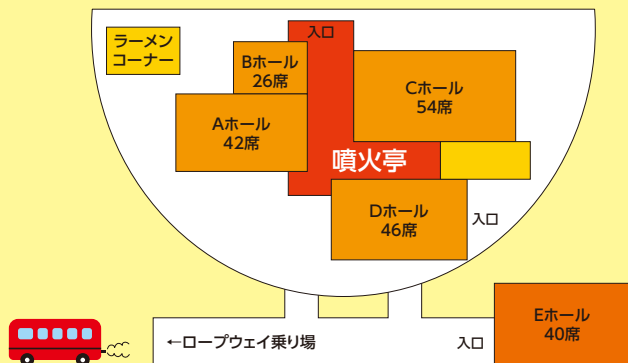 入口
ラーメン
コーナー
Bホール
26席
Cホール
54席
Aホール
42席
噴火亭
Dホール
46席
入口
Eホール
40席
←ロープウェイ乗り場
入口